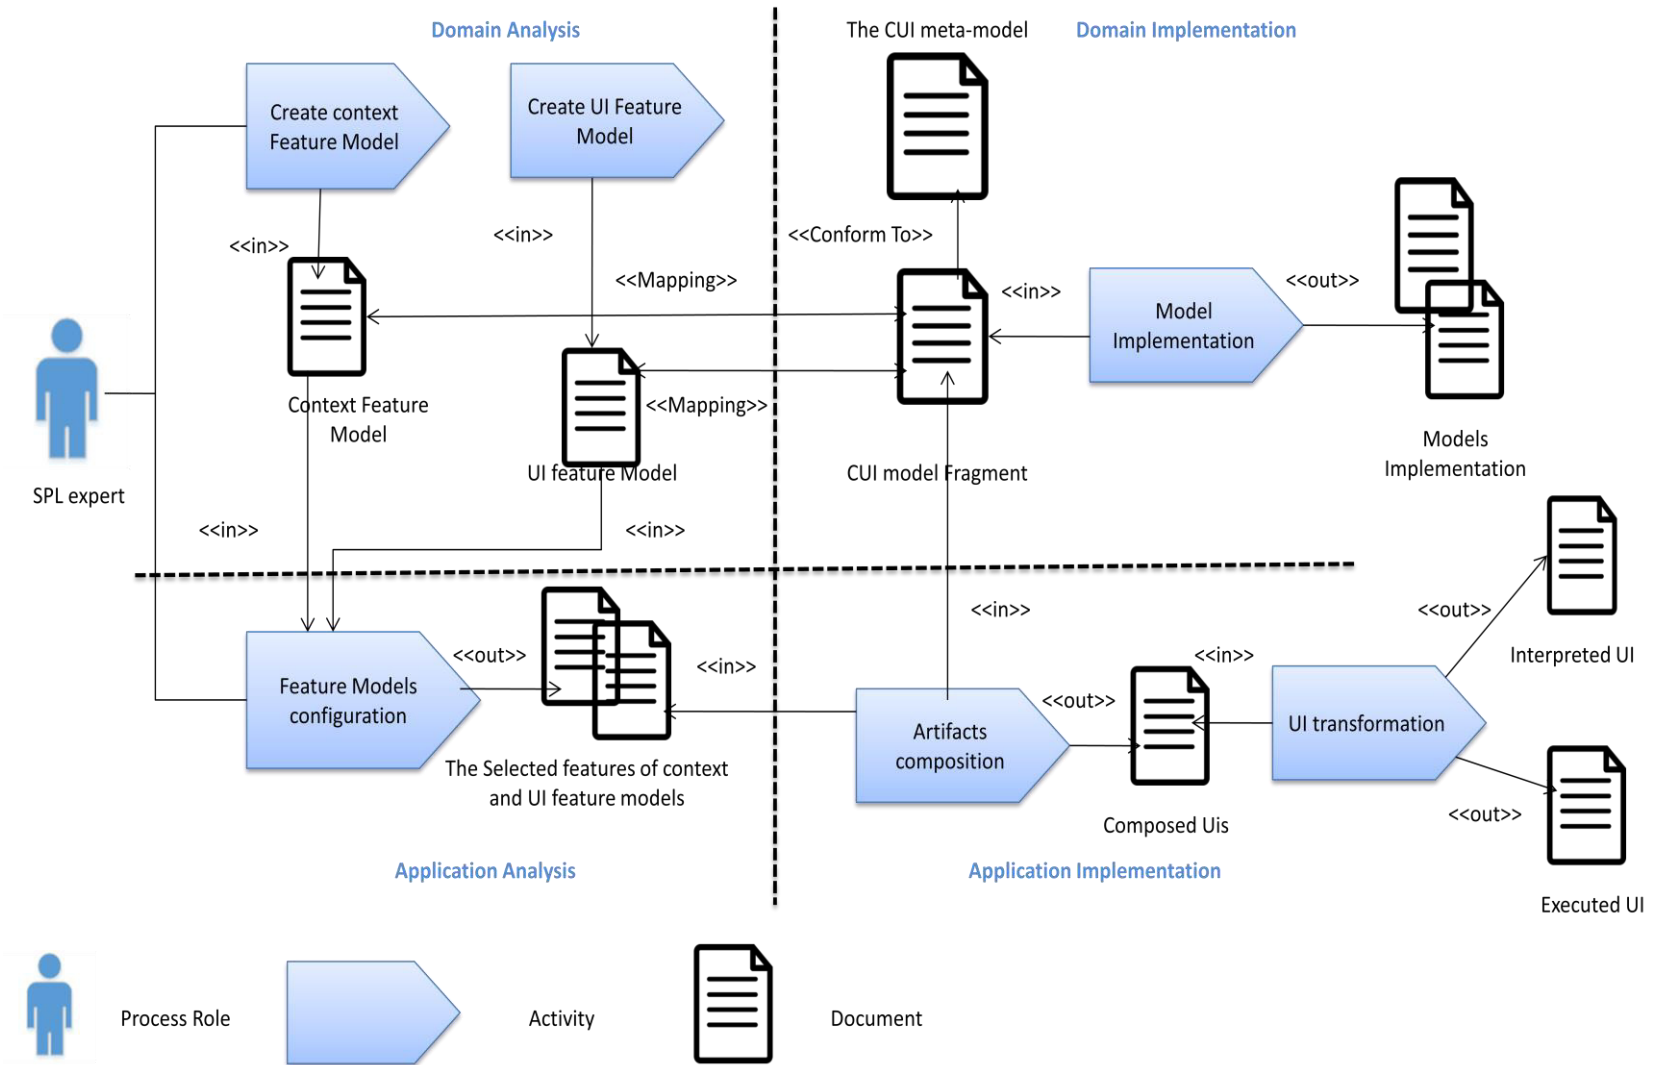 Domain Analysis
The CUI meta-model
Domain Implementation
Create context
Feature Model
Create UI Feature
Model
<<in>>
<<in>>
<<Conform To>>
<<Mapping>>
<<in>>
<<out>>
Model
Implementation
<<Mapping>>
Context Feature
Model
UI feature Model
CUI model Fragment
Models
Implementation
SPL expert
<<in>>
<<in>>
<<in>>
<<out>>
Interpreted UI
<<out>>
<<in>>
<<in>>
Feature Models
configuration
Artifacts
composition
<<out>>
UI transformation
The Selected features of context
and UI feature models
Composed Uis
<<out>>
Application Analysis
Application Implementation
Executed UI
Process Role
Activity
Document